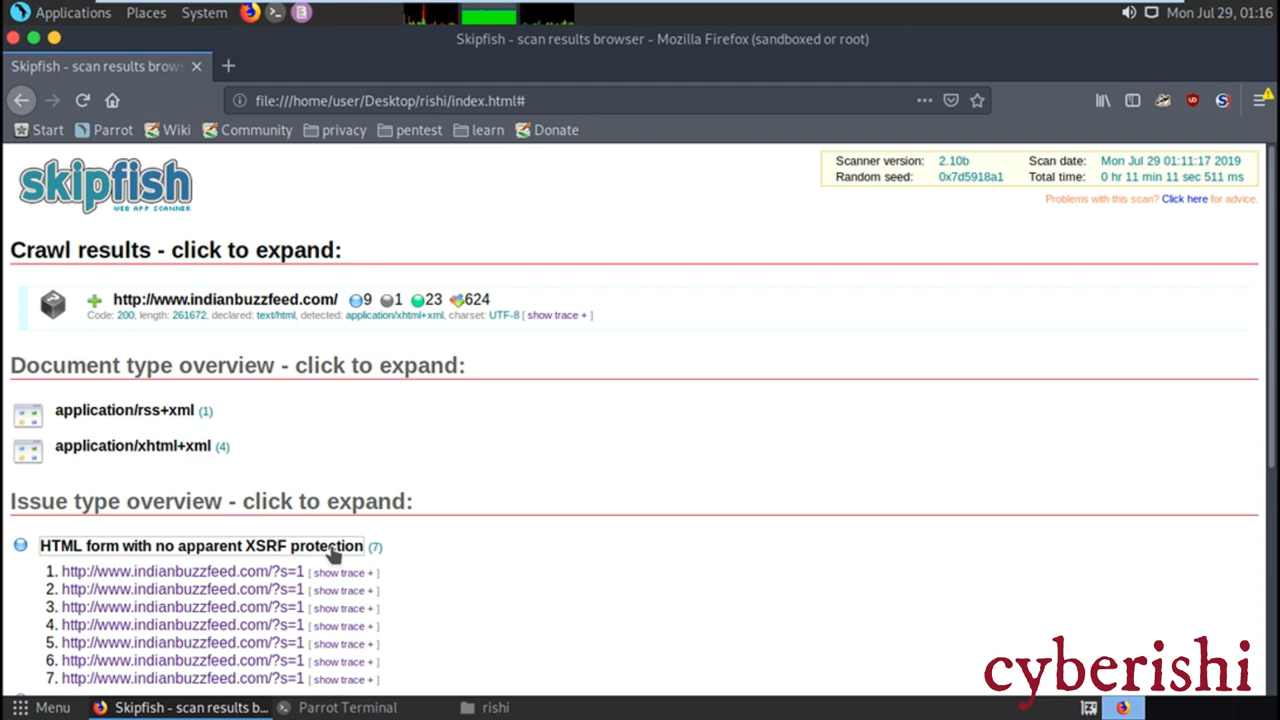 Applications Places System Mon Jul 29, 01:16
Skipfish - scan results browser - Mozilla Firefox (sandboxed or root)
Skipfish - scan results brows
file:///home/user/Desktop/rishi/index.html#
Start Parrot Wiki Community privacy pentest learn Donate
skipfish
WEB APP SCANNER
Scanner version: 2.10b Scan date: Mon Jul 29 01:11:17 2019
Random seed: 0x7d5918a1 Total time: 0 hr 11 min 11 sec 511 ms
Problems with this scan? Click here for advice.
Crawl results - click to expand:
http://www.indianbuzzfeed.com/ 9 1 23 624
Code: 200, length: 261672, declared: text/html, detected: application/xhtml+xml, charset: UTF-8 [ show trace + ]
Document type overview - click to expand:
application/rss+xml (1)
application/xhtml+xml (4)
Issue type overview - click to expand:
HTML form with no apparent XSRF protection (7)
1. http://www.indianbuzzfeed.com/?s=1 [ show trace + ]
2. http://www.indianbuzzfeed.com/?s=1 [ show trace + ]
3. http://www.indianbuzzfeed.com/?s=1 [ show trace + ]
4. http://www.indianbuzzfeed.com/?s=1 [ show trace + ]
5. http://www.indianbuzzfeed.com/?s=1 [ show trace + ]
6. http://www.indianbuzzfeed.com/?s=1 [ show trace + ]
7. http://www.indianbuzzfeed.com/?s=1 [ show trace + ]
cyberishi
Menu Skipfish - scan results b... Parrot Terminal rishi